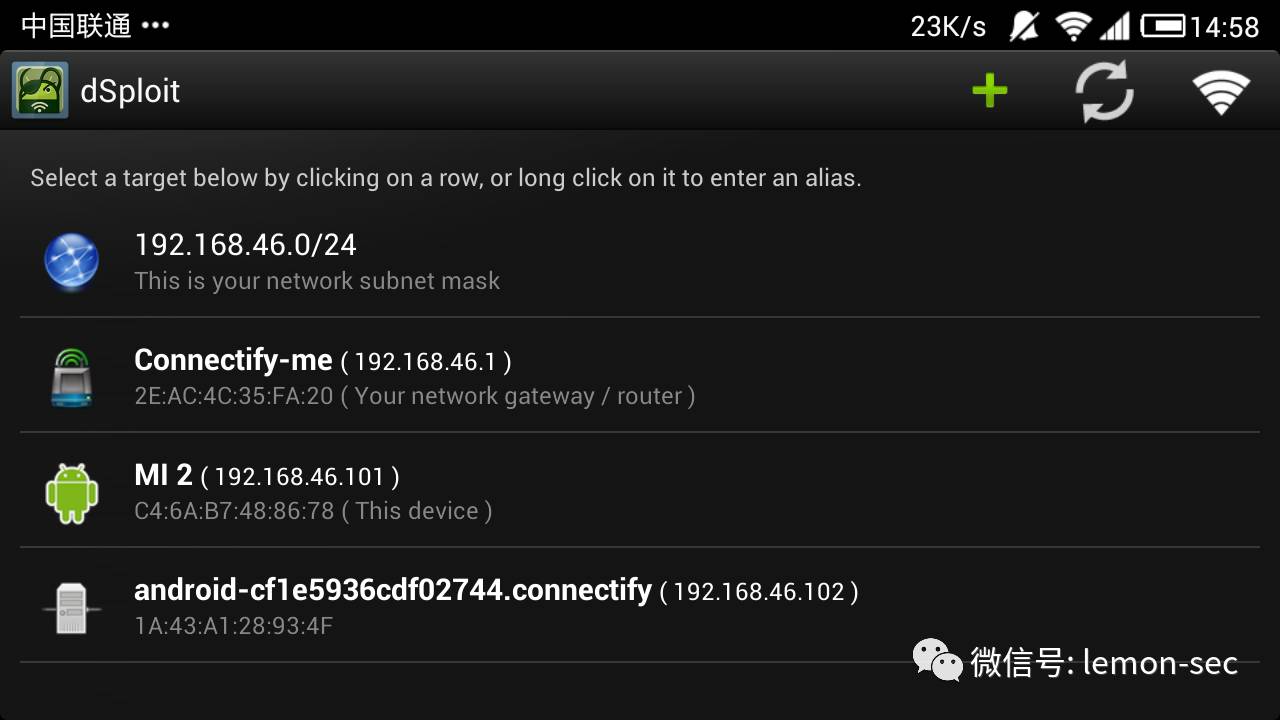 中国联通 ••• 23K/s 14:58
dSploit
Select a target below by clicking on a row, or long click on it to enter an alias.
192.168.46.0/24
This is your network subnet mask
Connectify-me ( 192.168.46.1 )
2E:AC:4C:35:FA:20 ( Your network gateway / router )
MI 2 ( 192.168.46.101 )
C4:6A:B7:48:86:78 ( This device )
android-cf1e5936cdf02744.connectify ( 192.168.46.102 )
1A:43:A1:28:93:4F
微信号: lemon-sec